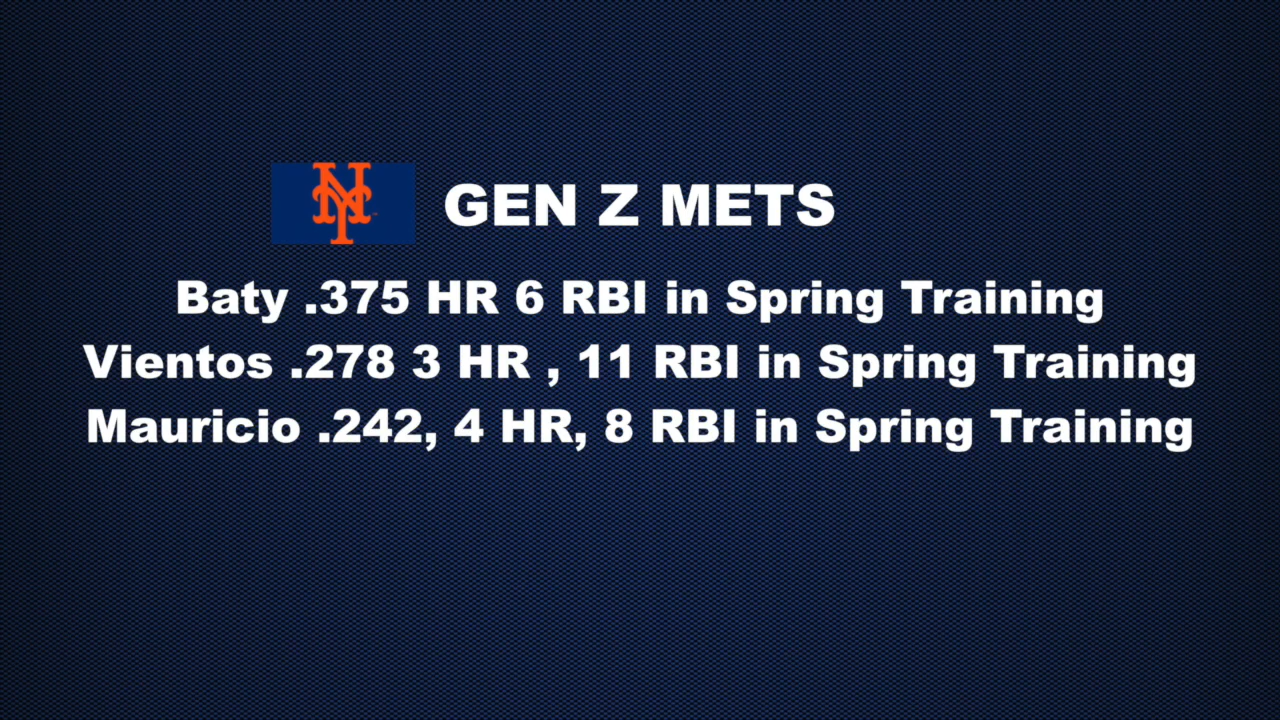 NY
GEN Z METS
Baty .375 HR 6 RBI in Spring Training
Vientos .278 3 HR , 11 RBI in Spring Training
Mauricio .242, 4 HR, 8 RBI in Spring Training